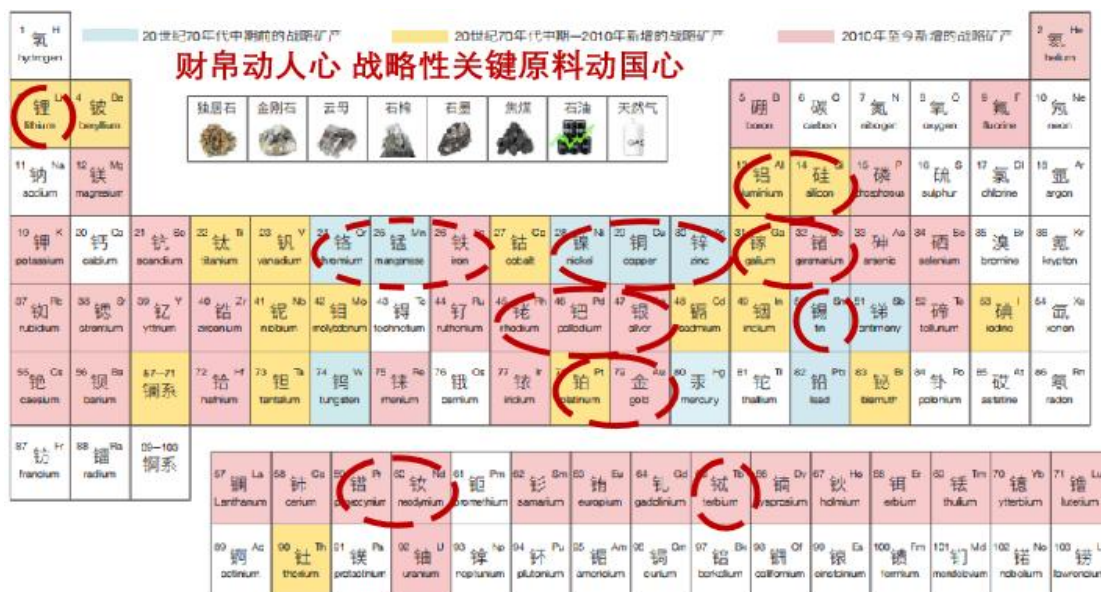 20世纪70年代中期前的战略矿产 20世纪70年代中期—2010年新增的战略矿产 2010年至今新增的战略矿产
财帛动人心 战略性关键原料动国心
独居石 金刚石 云母 石棉 石墨 焦煤 石油 天然气
GAS
1 氢 H hydrogen 2 氦 He helium
锂 Li lithium 4 铍 Be beryllium 5 硼 B boron 6 碳 C carbon 7 氮 N nitrogen 8 氧 O oxygen 9 氟 F fluorine 10 氖 Ne neon
11 钠 Na sodium 12 镁 Mg magnesium 13 铝 Al aluminium 14 硅 Si silicon 15 磷 P phosphorus 16 硫 S sulphur 17 氯 Cl chlorine 18 氩 Ar argon
19 钾 K potassium 20 钙 Ca calcium 21 钪 Sc scandium 22 钛 Ti titanium 23 钒 V vanadium 24 铬 Cr chromium 25 锰 Mn manganese 26 铁 Fe iron 27 钴 Co cobalt 28 镍 Ni nickel 29 铜 Cu copper 30 锌 Zn zinc 31 镓 Ga gallium 32 锗 Ge germanium 33 砷 As arsenic 34 硒 Se selenium 35 溴 Br bromine 36 氪 Kr krypton
37 铷 Rb rubidium 38 锶 Sr strontium 39 钇 Y yttrium 40 锆 Zr zirconium 41 铌 Nb niobium 42 钼 Mo molybdenum 43 锝 Tc technetium 44 钌 Ru ruthenium 45 铑 Rh rhodium 46 钯 Pd palladium 47 银 Ag silver 48 镉 Cd cadmium 49 铟 In indium 50 锡 Sn tin 51 锑 Sb antimony 52 碲 Te tellurium 53 碘 I iodine 54 氙 Xe xenon
55 铯 Cs caesium 56 钡 Ba barium 57-71 镧系 72 铪 Hf hafnium 73 钽 Ta tantalum 74 钨 W tungsten 75 铼 Re rhenium 76 锇 Os osmium 77 铱 Ir iridium 78 铂 Pt platinum 79 金 Au gold 80 汞 Hg mercury 81 铊 Tl thallium 82 铅 Pb lead 83 铋 Bi bismuth 84 钋 Po polonium 85 砹 At astatine 86 氡 Rn radon
87 钫 Fr francium 88 镭 Ra radium 89-103 锕系
57 镧 La Lanthanum 58 铈 Ce cerium 59 镨 Pr praseodymium 60 钕 Nd neodymium 61 钷 Pm promethium 62 钐 Sm samarium 63 铕 Eu europium 64 钆 Gd gadolinium 65 铽 Tb terbium 66 镝 Dy dysprosium 67 钬 Ho holmium 68 铒 Er erbium 69 铥 Tm thulium 70 镱 Yb ytterbium 71 镥 Lu lutetium
89 锕 Ac actinium 90 钍 Th thorium 91 镤 Pa protactinium 92 铀 U uranium 93 镎 Np neptunium 94 钚 Pu plutonium 95 镅 Am americium 96 锔 Cm curium 97 锫 Bk berkelium 98 锎 Cf californium 99 锿 Es einsteinium 100 镄 Fm fermium 101 钔 Md mendelevium 102 锘 No nobelium 103 铹 Lr lawrencium